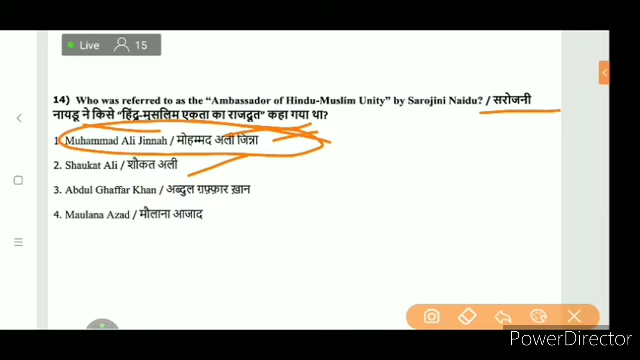 Live 15
14) Who was referred to as the “Ambassador of Hindu-Muslim Unity” by Sarojini Naidu? / सरोजनी
नायडू ने किसे “हिंदू-मुसलिम एकता का राजदूत” कहा गया था?
1. Muhammad Ali Jinnah / मोहम्मद अली जिन्ना
2. Shaukat Ali / शौकत अली
3. Abdul Ghaffar Khan / अब्दुल ग़फ़्फ़ार ख़ान
4. Maulana Azad / मौलाना आजाद
PowerDirector